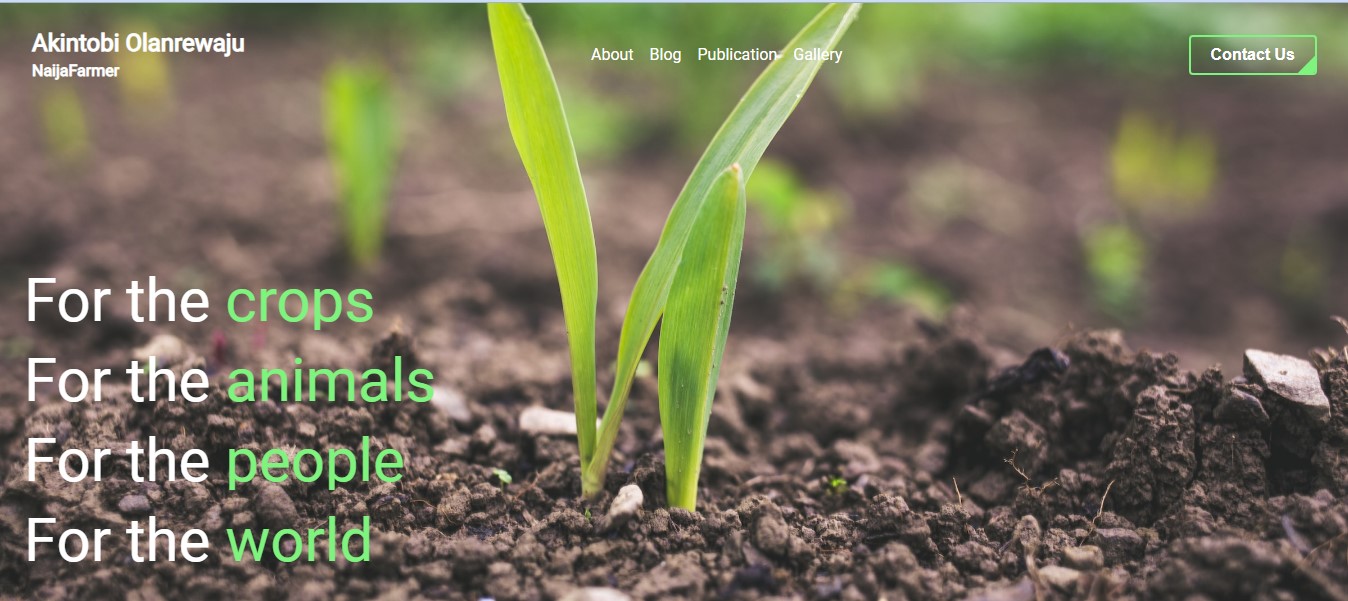 Akintobi Olanrewaju
NaijaFarmer
About Blog Publication Gallery
Contact Us
For the crops
For the animals
For the people
For the world